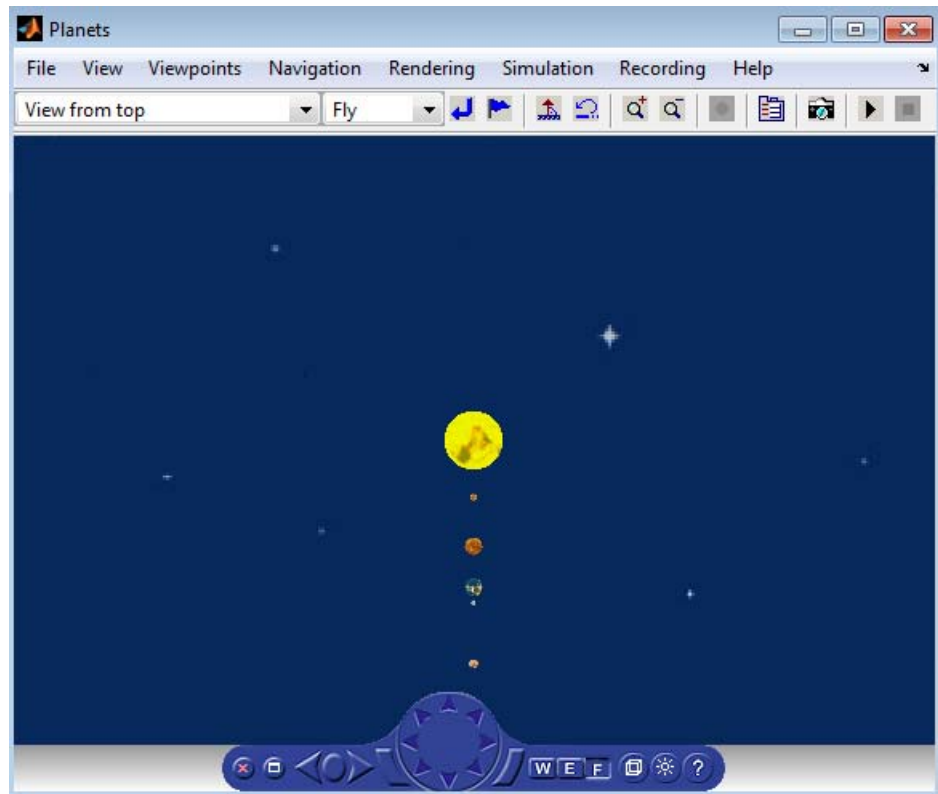 Planets
File View Viewpoints Navigation Rendering Simulation Recording Help
View from top Fly
W E F ?